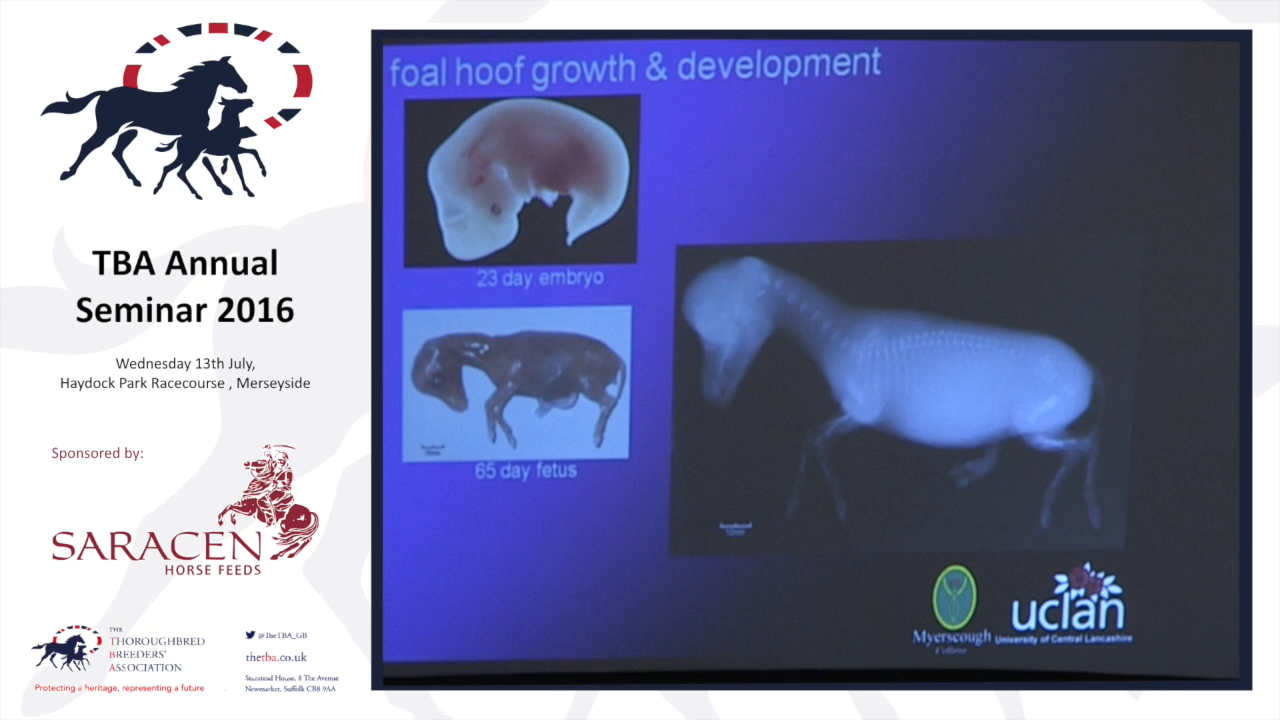 TBA Annual
Seminar 2016
Wednesday 13th July,
Haydock Park Racecourse , Merseyside
Sponsored by:
SARACEN
HORSE FEEDS
THE
THOROUGHBRED
BREEDERS'
ASSOCIATION
Protecting a heritage, representing a future
@TheTBA_GB
thetba.co.uk
Stanstead House, 8 The Avenue
Newmarket, Suffolk CB8 9AA
foal hoof growth & development
23 day embryo
65 day fetus
Myerscough
College
uclan
University of Central Lancashire